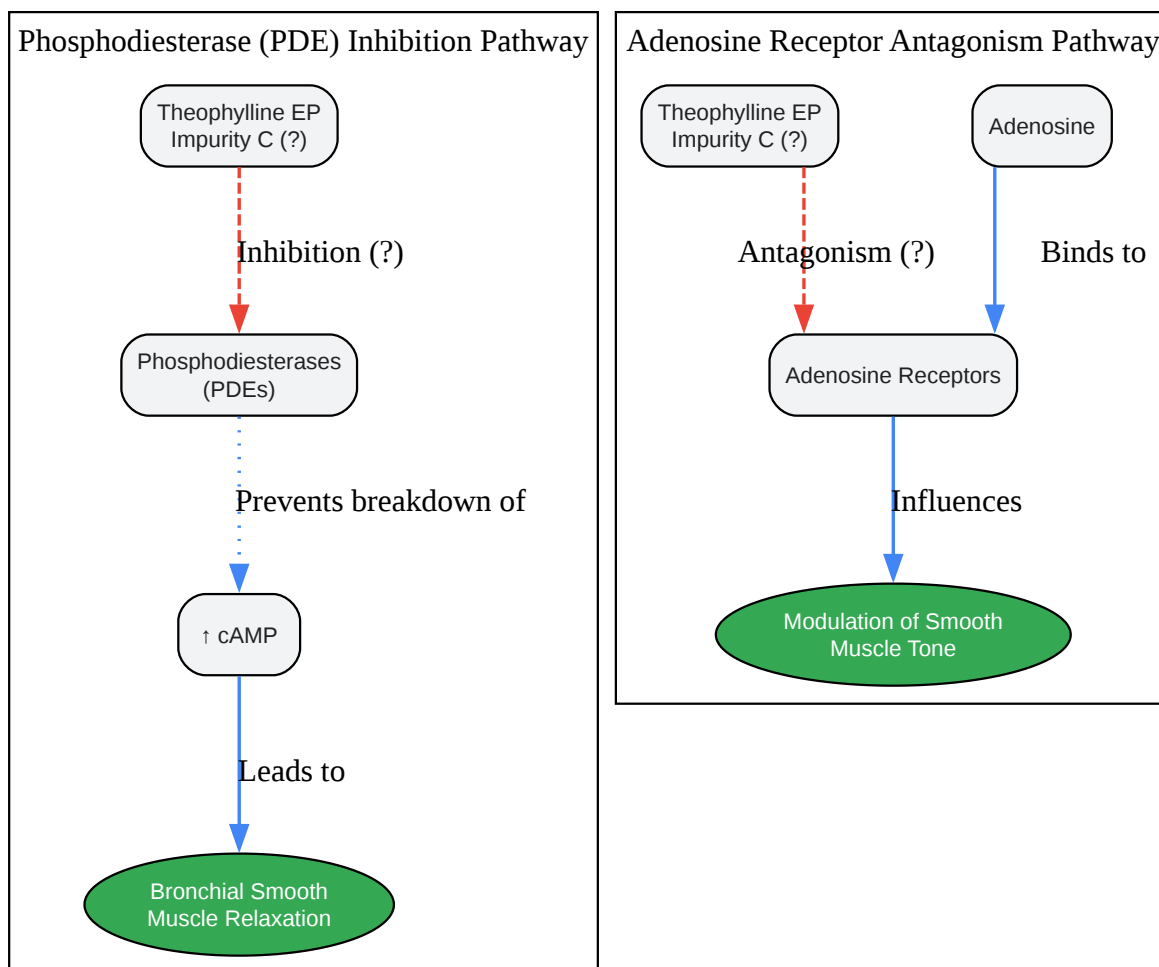 Phosphodiesterase (PDE) Inhibition Pathway
Theophylline EP
Impurity C (?)
Inhibition (?)
Phosphodiesterases
(PDEs)
Prevents breakdown of
↑ cAMP
Leads to
Bronchial Smooth
Muscle Relaxation
Adenosine Receptor Antagonism Pathway
Theophylline EP
Impurity C (?)
Adenosine
Antagonism (?)
Binds to
Adenosine Receptors
Influences
Modulation of Smooth
Muscle Tone